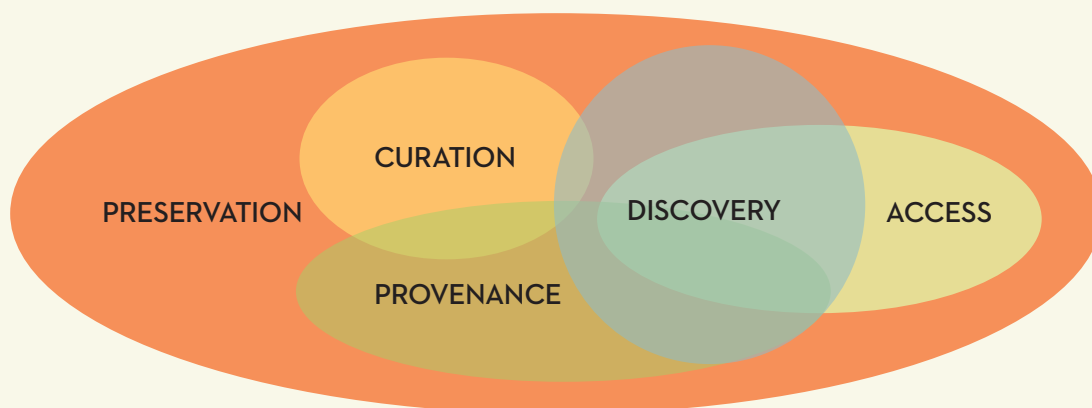 CURATION
PRESERVATION
DISCOVERY
ACCESS
PROVENANCE